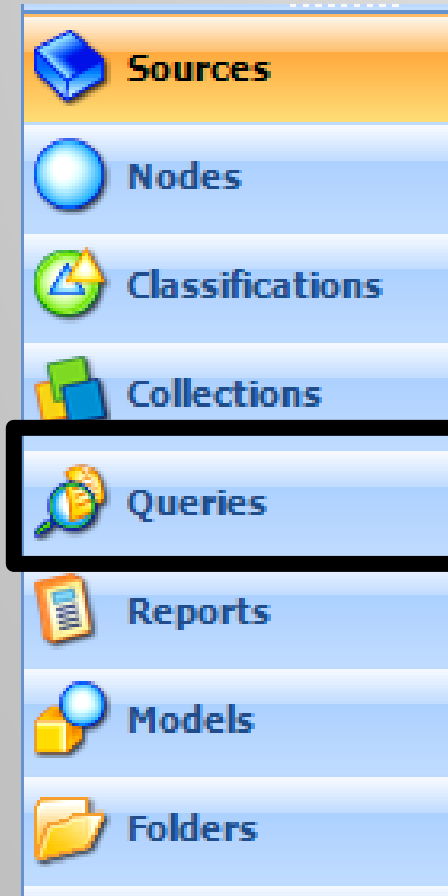 Sources
Nodes
Classifications
Collections
Queries
Reports
Models
Folders